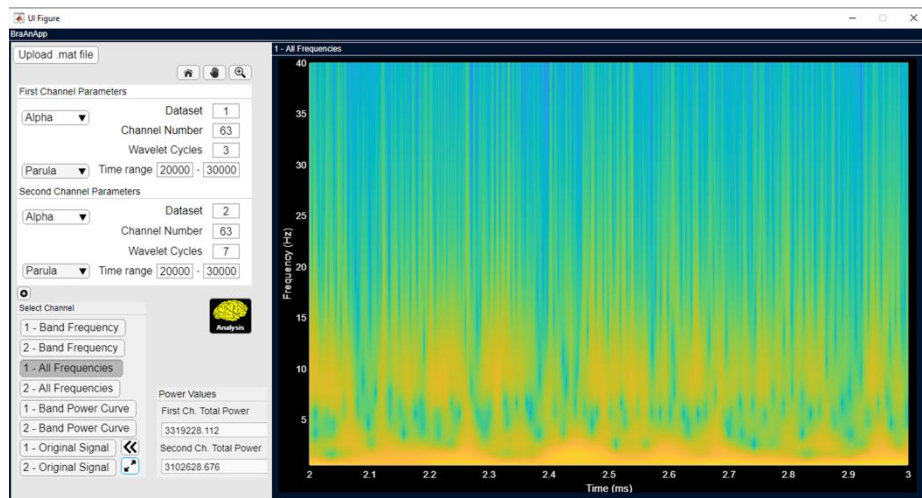 UI Figure
BraAnApp
Upload .mat file
First Channel Parameters
Alpha
Dataset 1
Channel Number 63
Wavelet Cycles 3
Parula
Time range 20000 - 30000
Second Channel Parameters
Alpha
Dataset 2
Channel Number 63
Wavelet Cycles 7
Parula
Time range 20000 - 30000
Select Channel
1 - Band Frequency
2 - Band Frequency
1 - All Frequencies
2 - All Frequencies
1 - Band Power Curve
2 - Band Power Curve
1 - Original Signal
2 - Original Signal
Analysis
Power Values
First Ch. Total Power
3319228.112
Second Ch. Total Power
3102628.676
1 - All Frequencies
Frequency (Hz)
40
35
30
25
20
15
10
5
2 2.1 2.2 2.3 2.4 2.5 2.6 2.7 2.8 2.9 3
Time (ms)